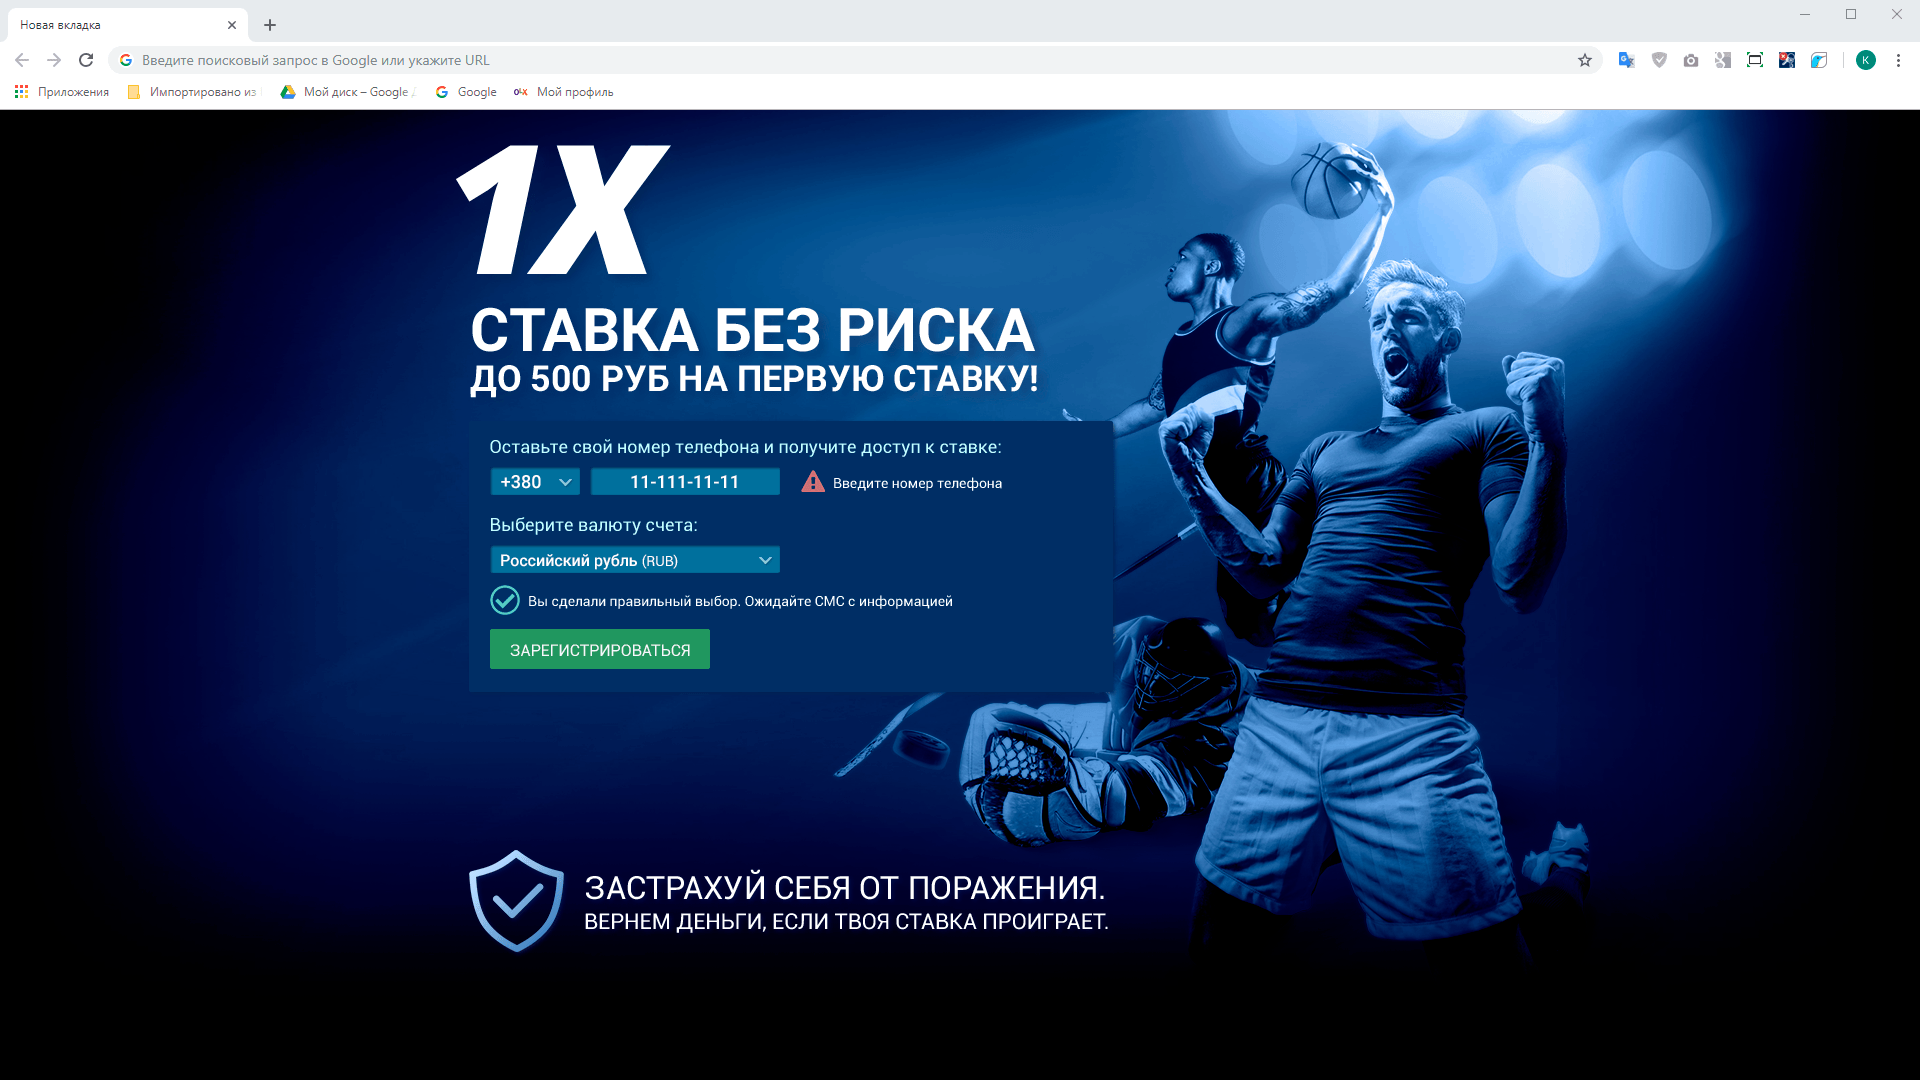 Новая вкладка
Введите поисковый запрос в Google или укажите URL
K
Приложения
Импортировано из
Мой диск – Google
Google
OLX
Мой профиль
1X
СТАВКА БЕЗ РИСКА
ДО 500 РУБ НА ПЕРВУЮ СТАВКУ!
Оставьте свой номер телефона и получите доступ к ставке:
+380
11-111-11-11
Введите номер телефона
Выберите валюту счета:
Российский рубль (RUB)
Вы сделали правильный выбор. Ожидайте СМС с информацией
ЗАРЕГИСТРИРОВАТЬСЯ
ЗАСТРАХУЙ СЕБЯ ОТ ПОРАЖЕНИЯ.
ВЕРНЕМ ДЕНЬГИ, ЕСЛИ ТВОЯ СТАВКА ПРОИГРАЕТ.